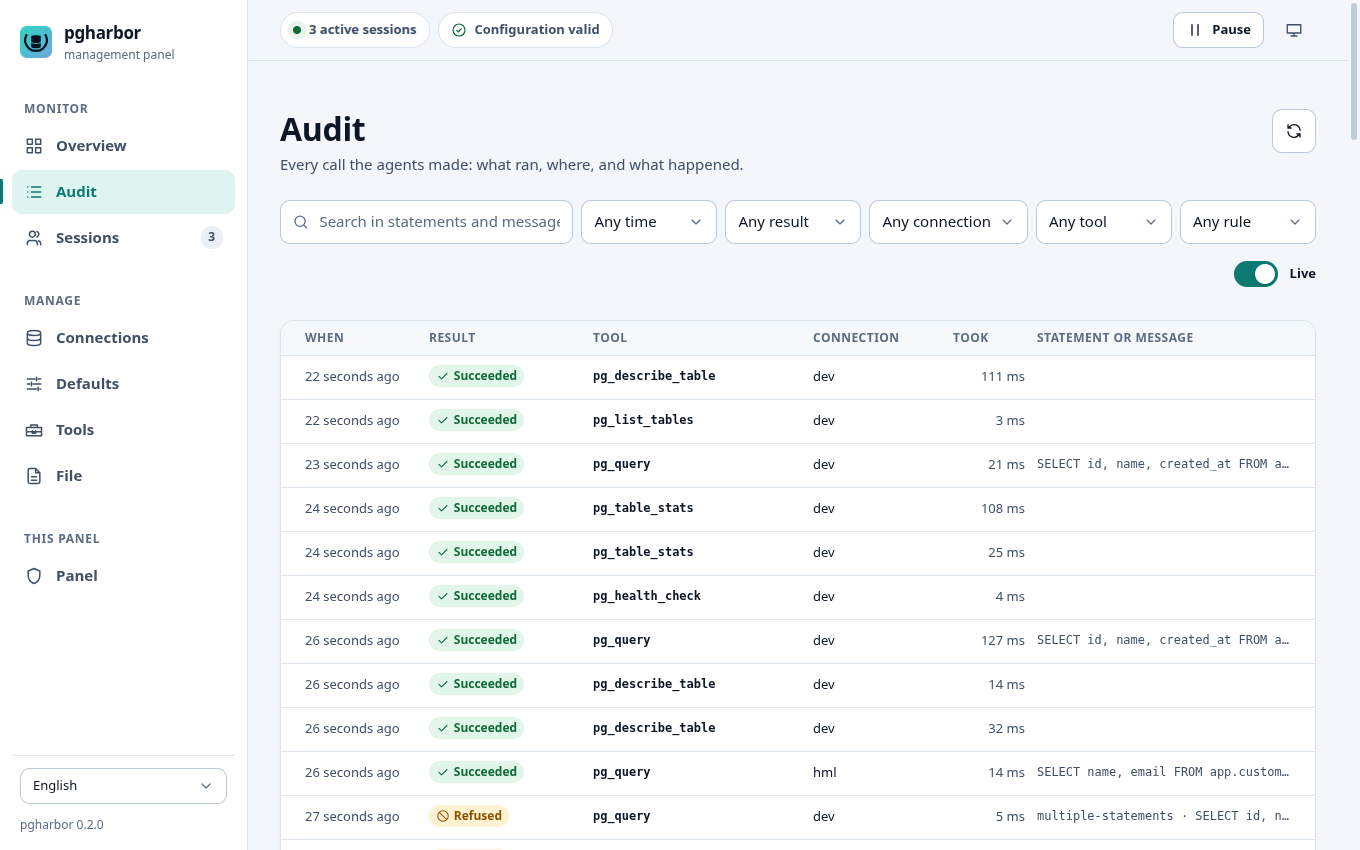 pgharbor
management panel
MONITOR
Overview
Audit
Sessions 3
MANAGE
Connections
Defaults
Tools
File
THIS PANEL
Panel
English
pgharbor 0.2.0
3 active sessions Configuration valid Pause
Audit
Every call the agents made: what ran, where, and what happened.
Search in statements and message Any time Any result Any connection Any tool Any rule
Live
WHEN RESULT TOOL CONNECTION TOOK STATEMENT OR MESSAGE
22 seconds ago Succeeded pg_describe_table dev 111 ms
22 seconds ago Succeeded pg_list_tables dev 3 ms
23 seconds ago Succeeded pg_query dev 21 ms SELECT id, name, created_at FROM a…
24 seconds ago Succeeded pg_table_stats dev 108 ms
24 seconds ago Succeeded pg_table_stats dev 25 ms
24 seconds ago Succeeded pg_health_check dev 4 ms
26 seconds ago Succeeded pg_query dev 127 ms SELECT id, name, created_at FROM a…
26 seconds ago Succeeded pg_describe_table dev 14 ms
26 seconds ago Succeeded pg_describe_table dev 32 ms
26 seconds ago Succeeded pg_query hml 14 ms SELECT name, email FROM app.custom…
27 seconds ago Refused pg_query dev 5 ms multiple-statements · SELECT id, n…